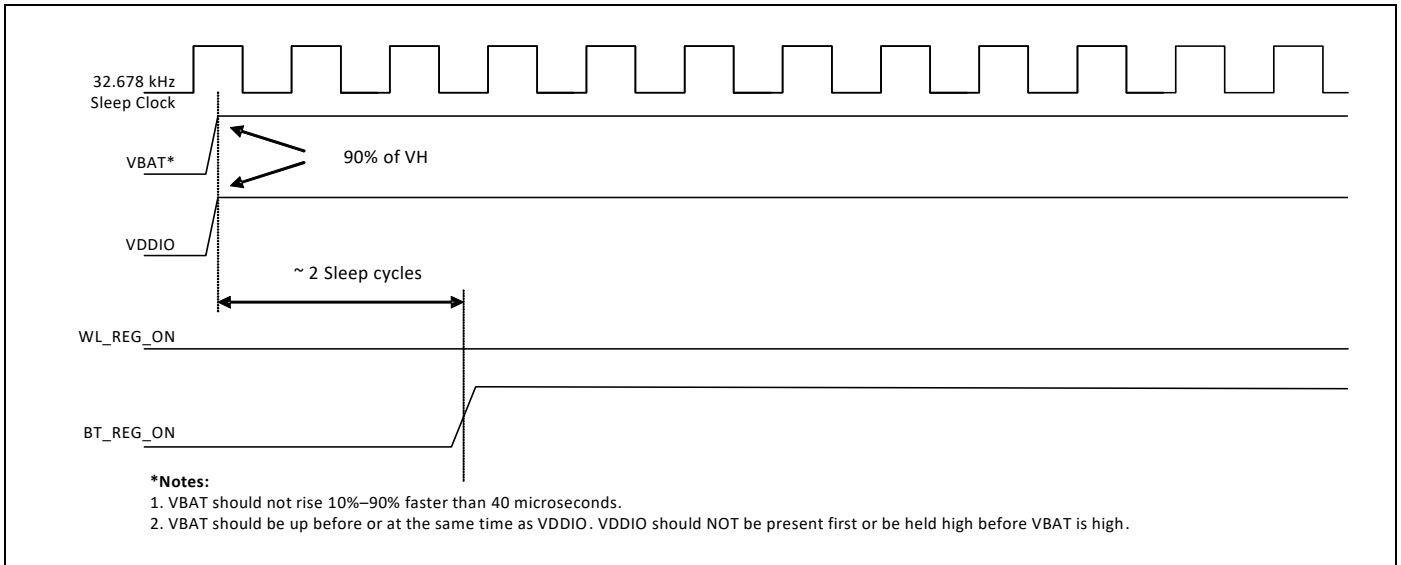 32.678 kHz
Sleep Clock
VBAT*
90% of VH
VDDIO
~ 2 Sleep cycles
WL_REG_ON
BT_REG_ON
*Notes:
1. VBAT should not rise 10%–90% faster than 40 microseconds.
2. VBAT should be up before or at the same time as VDDIO. VDDIO should NOT be present first or be held high before VBAT is high.